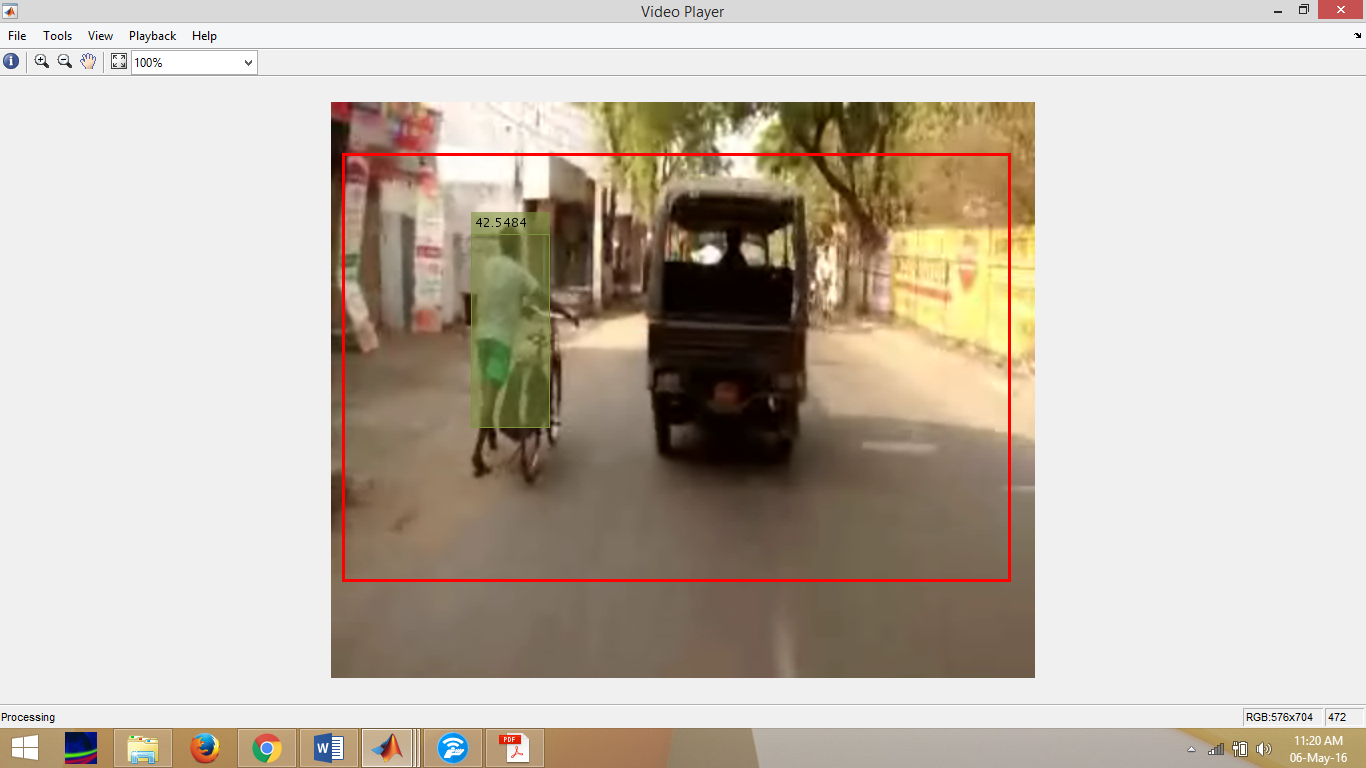 Video Player
File Tools View Playback Help
100%
42.5484
Processing
RGB:576x704 472
PDF
11:20 AM
06-May-16